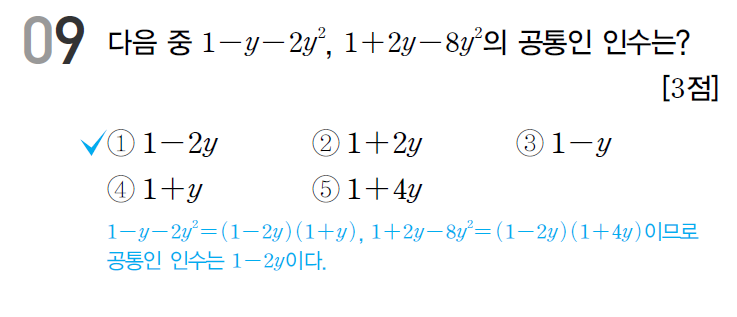 09 다음 중 1-y-2y², 1+2y-8y²의 공통인 인수는?
[3점]
✓① 1-2y ② 1+2y ③ 1-y
④ 1+y ⑤ 1+4y
1-y-2y²=(1-2y)(1+y), 1+2y-8y²=(1-2y)(1+4y)이므로
공통인 인수는 1-2y이다.